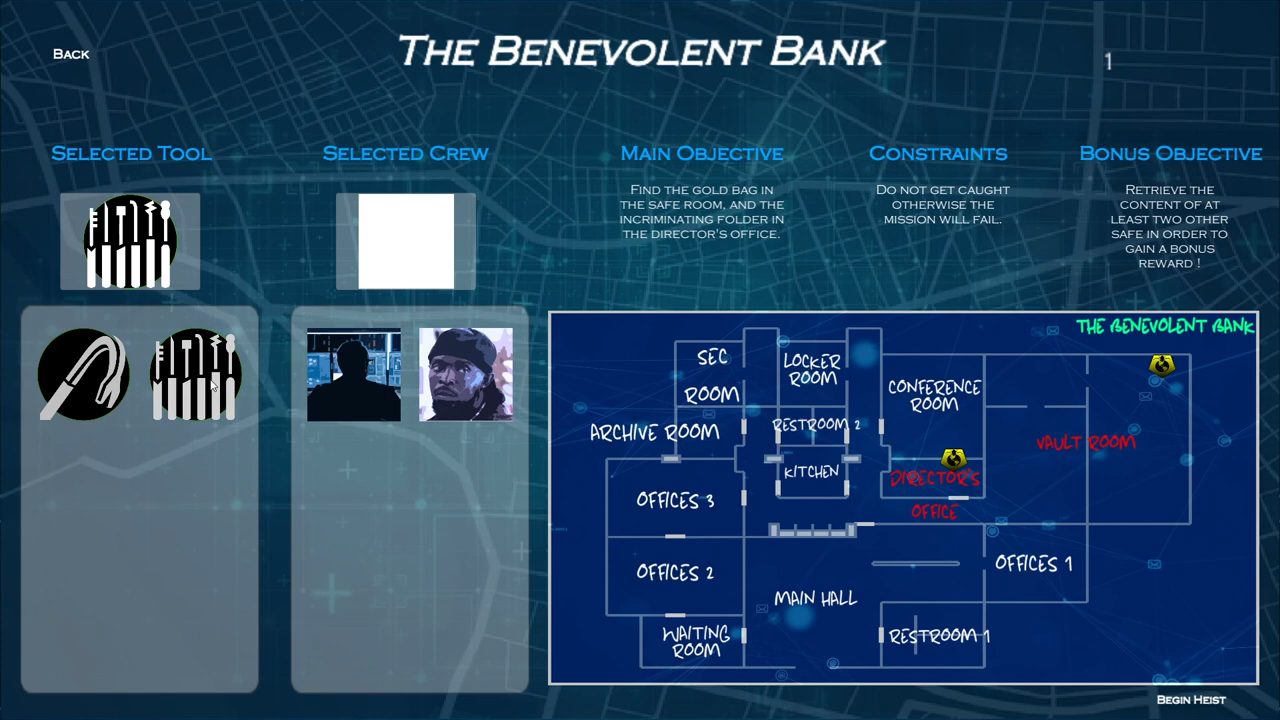 Back
The Benevolent Bank
1
Selected Tool
Selected Crew
Main Objective
Constraints
Bonus Objective
Find the gold bag in
the safe room, and the
incriminating folder in
the director's office.
Do not get caught
otherwise the
mission will fail.
Retrieve the
content of at
least two other
safe in order to
gain a bonus
reward !
THE BENEVOLENT BANK
SEC
ROOM
LOCKER
ROOM
CONFERENCE
ROOM
ARCHIVE ROOM
RESTROOM 2
VAULT ROOM
KITCHEN
DIRECTOR'S
OFFICE
OFFICES 3
OFFICES 2
OFFICES 1
MAIN HALL
WAITING
ROOM
RESTROOM 1
Begin Heist